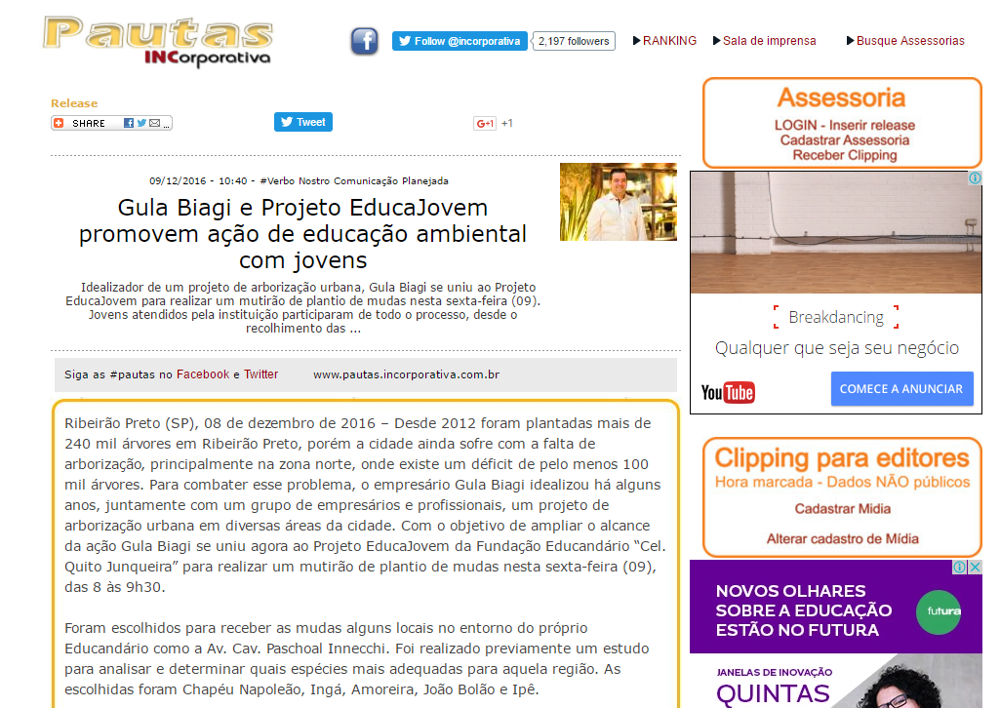 Pautas
INCorporativa
Follow @incorporativa
2,197 followers
RANKING
Sala de imprensa
Busque Assessorias
Release
SHARE ...
Tweet
G+1 +1
09/12/2016 - 10:40 - #Verbo Nostro Comunicação Planejada
Gula Biagi e Projeto EducaJovem
promovem ação de educação ambiental
com jovens
Idealizador de um projeto de arborização urbana, Gula Biagi se uniu ao Projeto
EducaJovem para realizar um mutirão de plantio de mudas nesta sexta-feira (09).
Jovens atendidos pela instituição participaram de todo o processo, desde o
recolhimento das ...
Siga as #pautas no Facebook e Twitter www.pautas.incorporativa.com.br
Ribeirão Preto (SP), 08 de dezembro de 2016 – Desde 2012 foram plantadas mais de
240 mil árvores em Ribeirão Preto, porém a cidade ainda sofre com a falta de
arborização, principalmente na zona norte, onde existe um déficit de pelo menos 100
mil árvores. Para combater esse problema, o empresário Gula Biagi idealizou há alguns
anos, juntamente com um grupo de empresários e profissionais, um projeto de
arborização urbana em diversas áreas da cidade. Com o objetivo de ampliar o alcance
da ação Gula Biagi se uniu agora ao Projeto EducaJovem da Fundação Educandário “Cel.
Quito Junqueira” para realizar um mutirão de plantio de mudas nesta sexta-feira (09),
das 8 às 9h30.
Foram escolhidos para receber as mudas alguns locais no entorno do próprio
Educandário como a Av. Cav. Paschoal Innecchi. Foi realizado previamente um estudo
para analisar e determinar quais espécies mais adequadas para aquela região. As
escolhidas foram Chapéu Napoleão, Ingá, Amoreira, João Bolão e Ipê.
Assessoria
LOGIN - Inserir release
Cadastrar Assessoria
Receber Clipping
Breakdancing
Qualquer que seja seu negócio
YouTube
COMECE A ANUNCIAR
Clipping para editores
Hora marcada - Dados NÃO públicos
Cadastrar Midia
Alterar cadastro de Mídia
NOVOS OLHARES
SOBRE A EDUCAÇÃO
ESTÃO NO FUTURA
futura
JANELAS DE INOVAÇÃO
QUINTAS